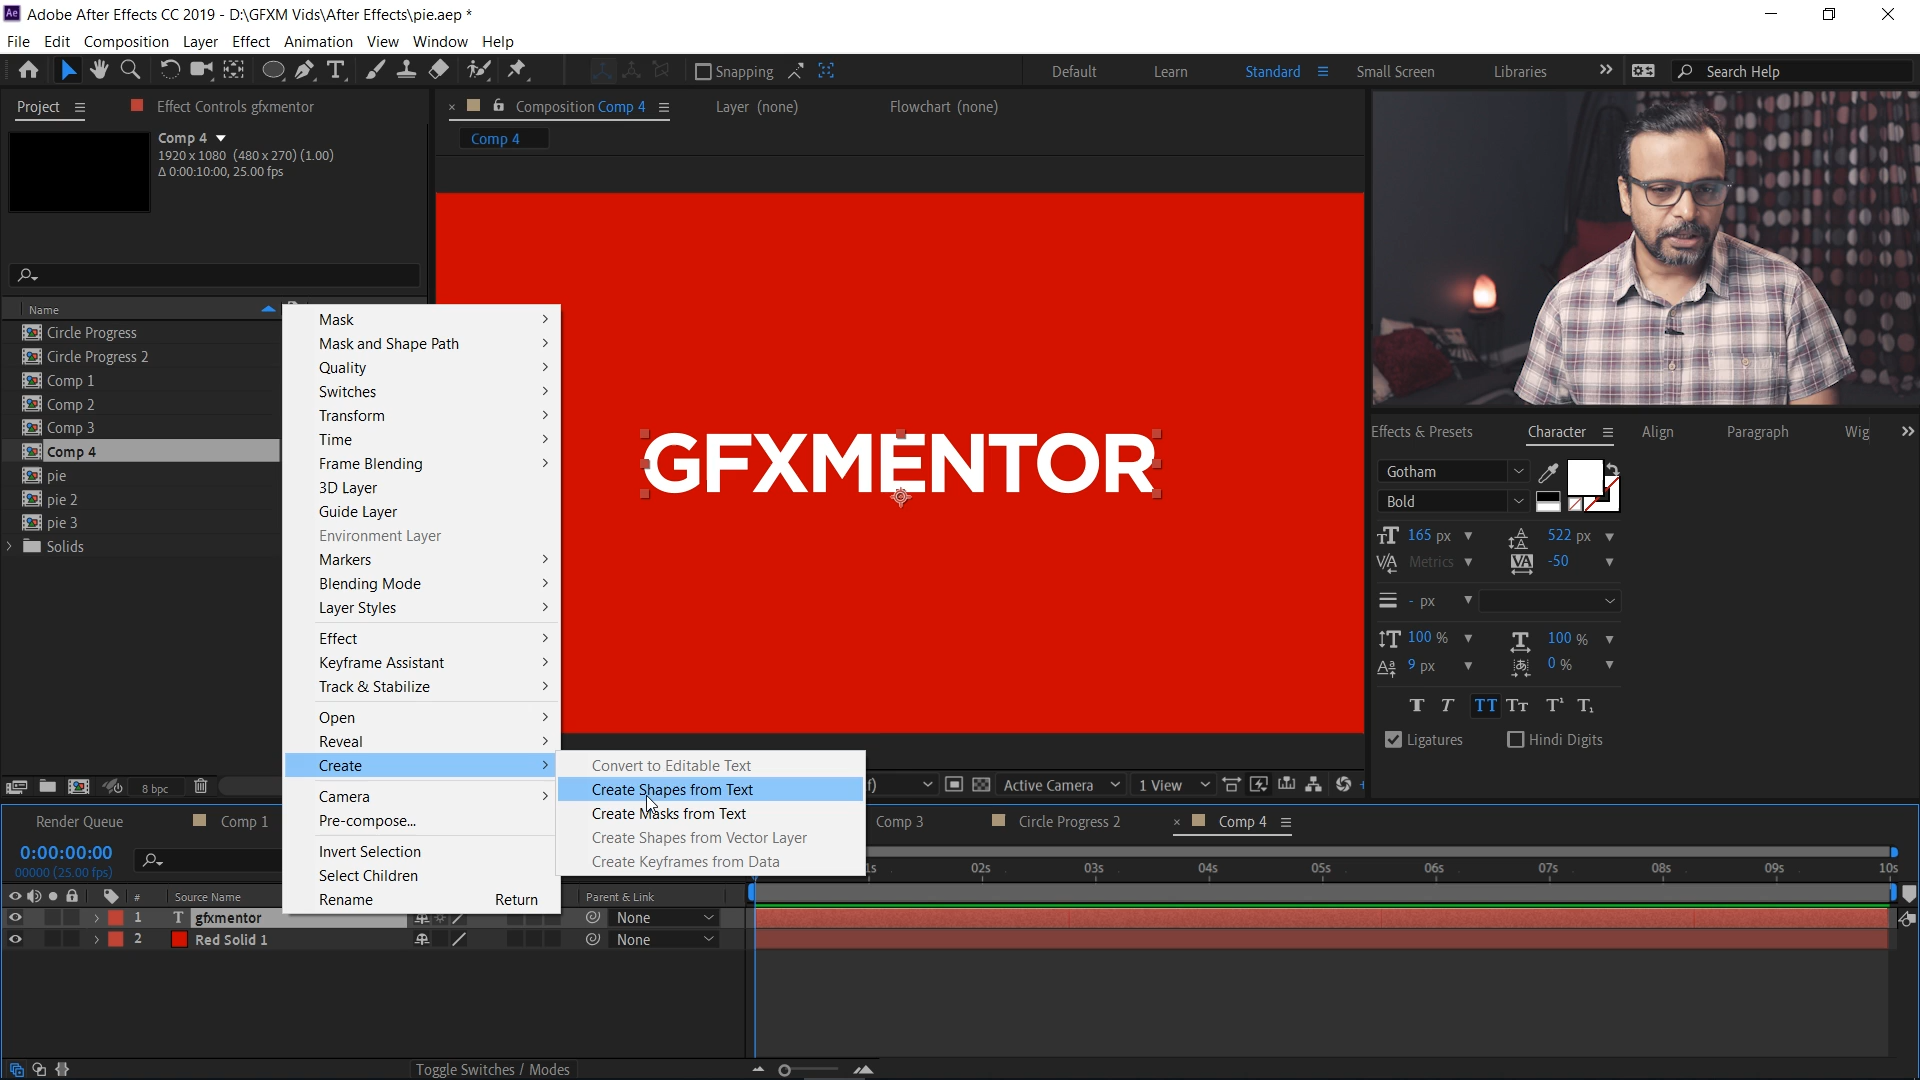 Adobe After Effects CC 2019 - D:\GFXM Vids\After Effects\pie.aep *
File Edit Composition Layer Effect Animation View Window Help
Snapping Default Learn Standard Small Screen Libraries Search Help
Project Effect Controls gfxmentor
Composition Comp 4 Layer (none) Flowchart (none)
Comp 4
1920 x 1080 (480 x 270) (1.00)
Δ 0:00:10:00, 25.00 fps
Comp 4
Name
Circle Progress
Circle Progress 2
Comp 1
Comp 2
Comp 3
Comp 4
pie
pie 2
pie 3
Solids
8 bpc
Mask
Mask and Shape Path
Quality
Switches
Transform
Time
Frame Blending
3D Layer
Guide Layer
Environment Layer
Markers
Blending Mode
Layer Styles
Effect
Keyframe Assistant
Track & Stabilize
Open
Reveal
Create
Camera
Pre-compose...
Invert Selection
Select Children
Rename Return
Convert to Editable Text
Create Shapes from Text
Create Masks from Text
Create Shapes from Vector Layer
Create Keyframes from Data
GFXMENTOR
Active Camera 1 View
Effects & Presets Character Align Paragraph Wig
Gotham
Bold
165 px 522 px
Metrics -50
- px
100 % 100 %
9 px 0 %
Ligatures Hindi Digits
Render Queue Comp 1 Comp 3 Circle Progress 2 Comp 4
0:00:00:00
00000 (25.00 fps)
02s 03s 04s 05s 06s 07s 08s 09s 10s
# Source Name Parent & Link
1 T gfxmentor None
2 Red Solid 1 None
Toggle Switches / Modes